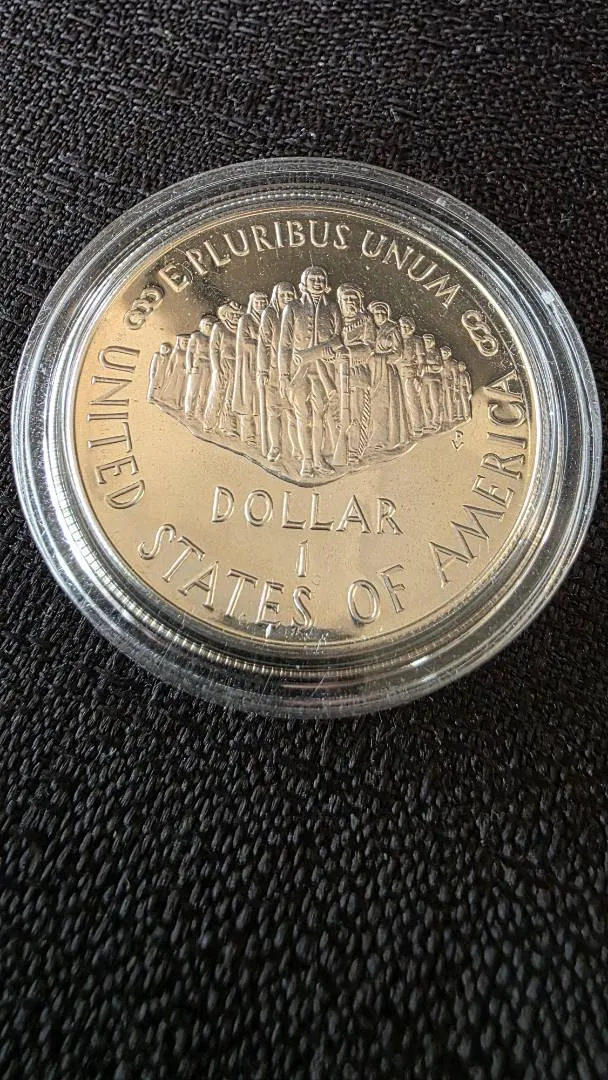 E PLURIBUS UNUM
DOLLAR
1
UNITED STATES OF AMERICA